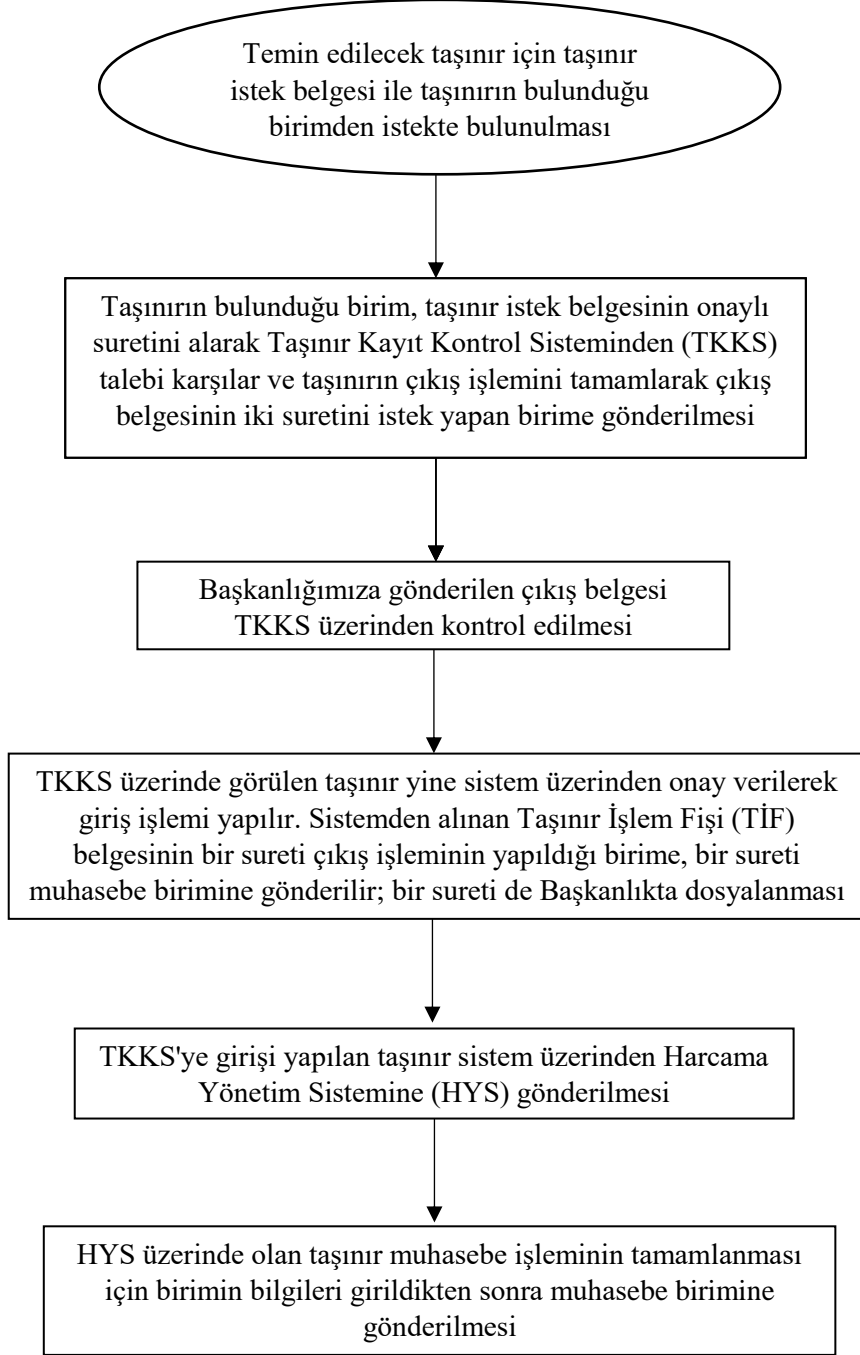 Temin edilecek taşınır için taşınır
istek belgesi ile taşınırın bulunduğu
birimden istekte bulunulması
Taşınırın bulunduğu birim, taşınır istek belgesinin onaylı
suretini alarak Taşınır Kayıt Kontrol Sisteminden (TKKS)
talebi karşılar ve taşınırın çıkış işlemini tamamlarak çıkış
belgesinin iki suretini istek yapan birime gönderilmesi
Başkanlığımıza gönderilen çıkış belgesi
TKKS üzerinden kontrol edilmesi
TKKS üzerinde görülen taşınır yine sistem üzerinden onay verilerek
giriş işlemi yapılır. Sistemden alınan Taşınır İşlem Fişi (TİF)
belgesinin bir sureti çıkış işleminin yapıldığı birime, bir sureti
muhasebe birimine gönderilir; bir sureti de Başkanlıkta dosyalanması
TKKS'ye girişi yapılan taşınır sistem üzerinden Harcama
Yönetim Sistemine (HYS) gönderilmesi
HYS üzerinde olan taşınır muhasebe işleminin tamamlanması
için birimin bilgileri girildikten sonra muhasebe birimine
gönderilmesi